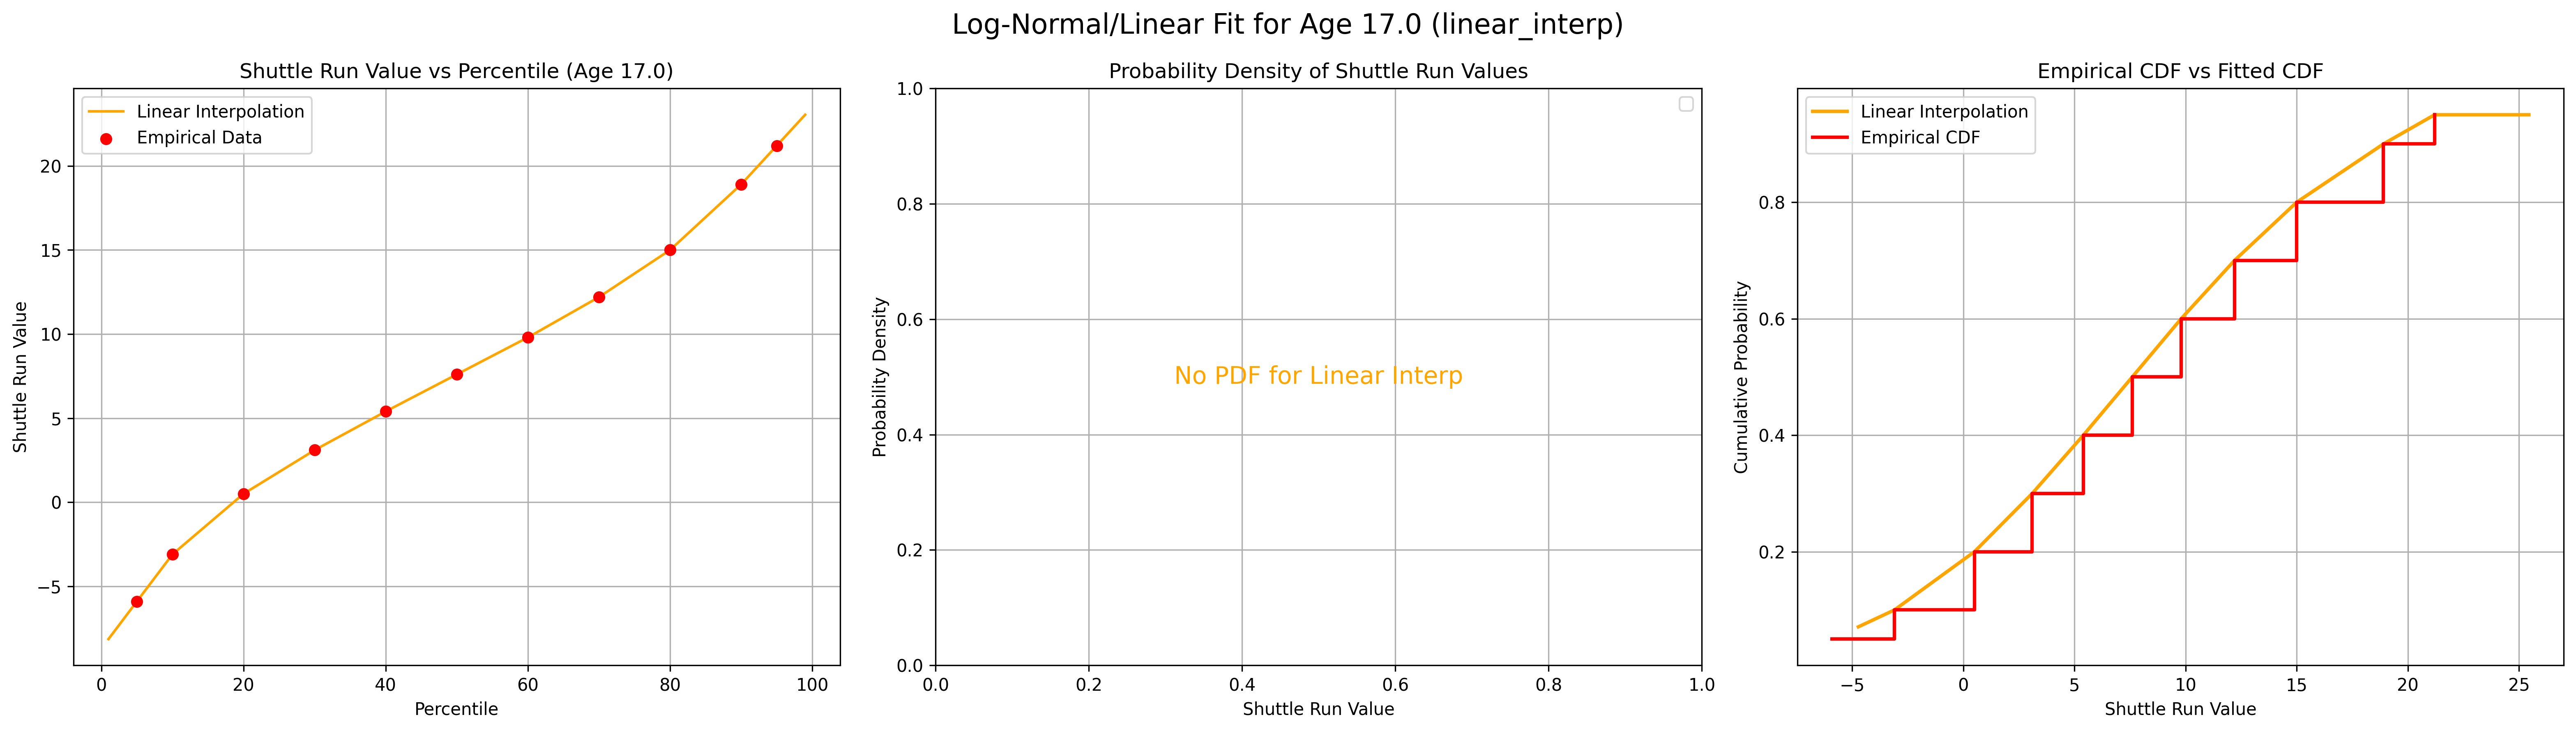 Log-Normal/Linear Fit for Age 17.0 (linear_interp)
Shuttle Run Value vs Percentile (Age 17.0)
Linear Interpolation
Empirical Data
20
15
10
5
0
−5
Shuttle Run Value
0 20 40 60 80 100
Percentile
Probability Density of Shuttle Run Values
1.0
0.8
0.6
0.4
0.2
0.0
Probability Density
No PDF for Linear Interp
0.0 0.2 0.4 0.6 0.8 1.0
Shuttle Run Value
Empirical CDF vs Fitted CDF
Linear Interpolation
Empirical CDF
0.8
0.6
0.4
0.2
Cumulative Probability
−5 0 5 10 15 20 25
Shuttle Run Value